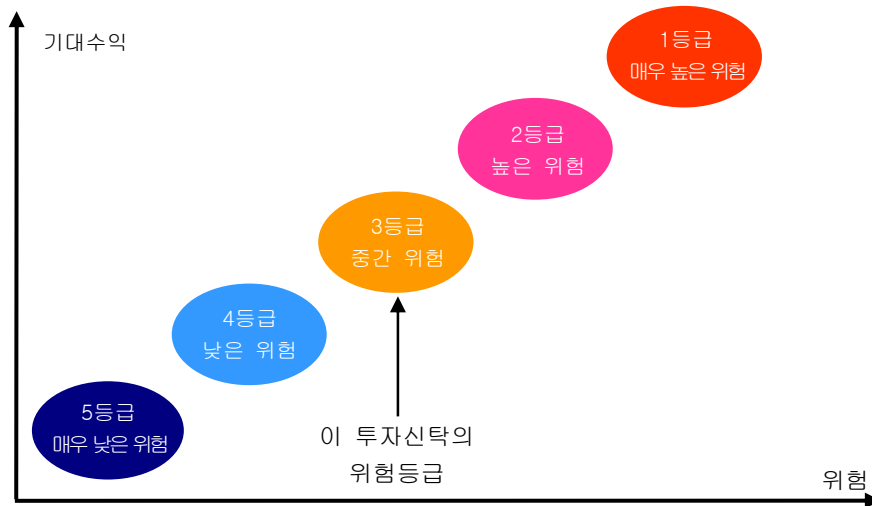 기대수익
1등급
매우 높은 위험
2등급
높은 위험
3등급
중간 위험
4등급
낮은 위험
5등급
매우 낮은 위험
이 투자신탁의
위험등급
위험